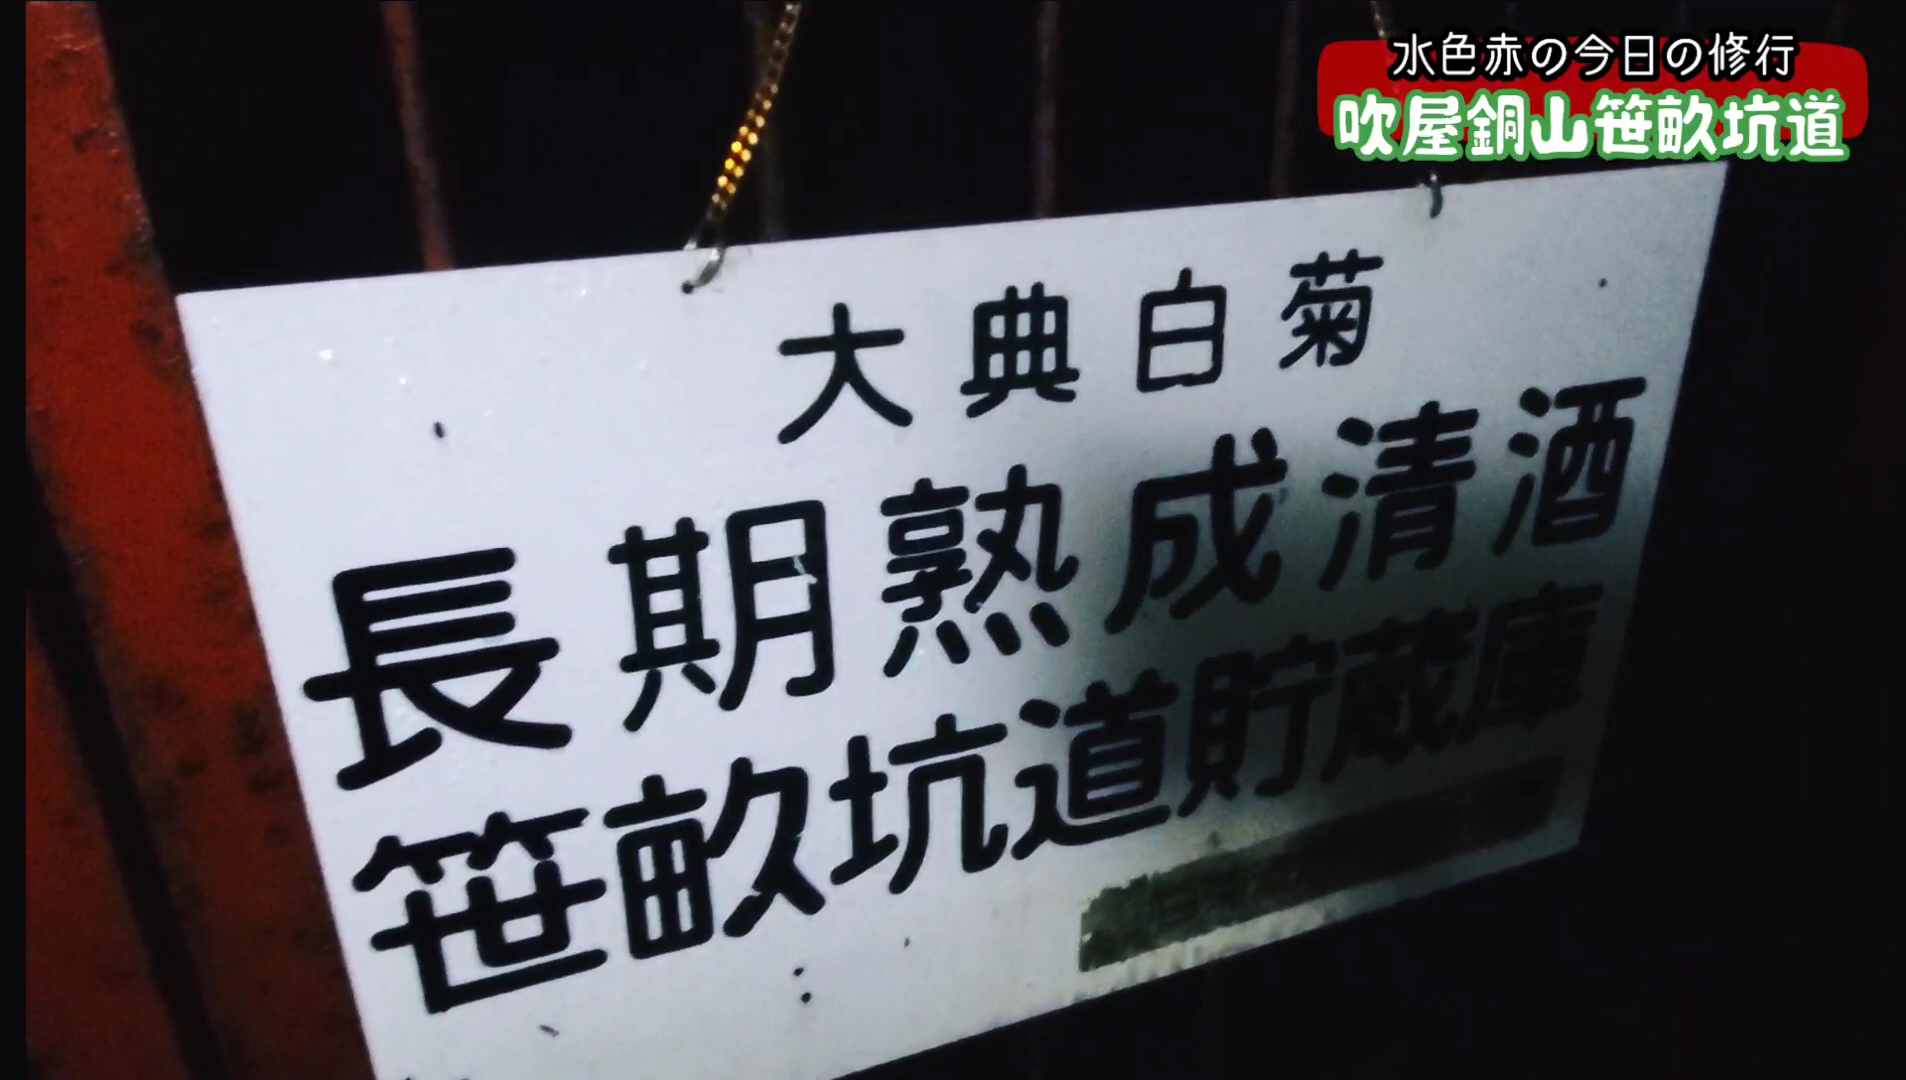 水色赤の今日の修行
吹屋銅山笹畝坑道
大典白菊
長期熟成清酒
笹畝坑道貯蔵庫